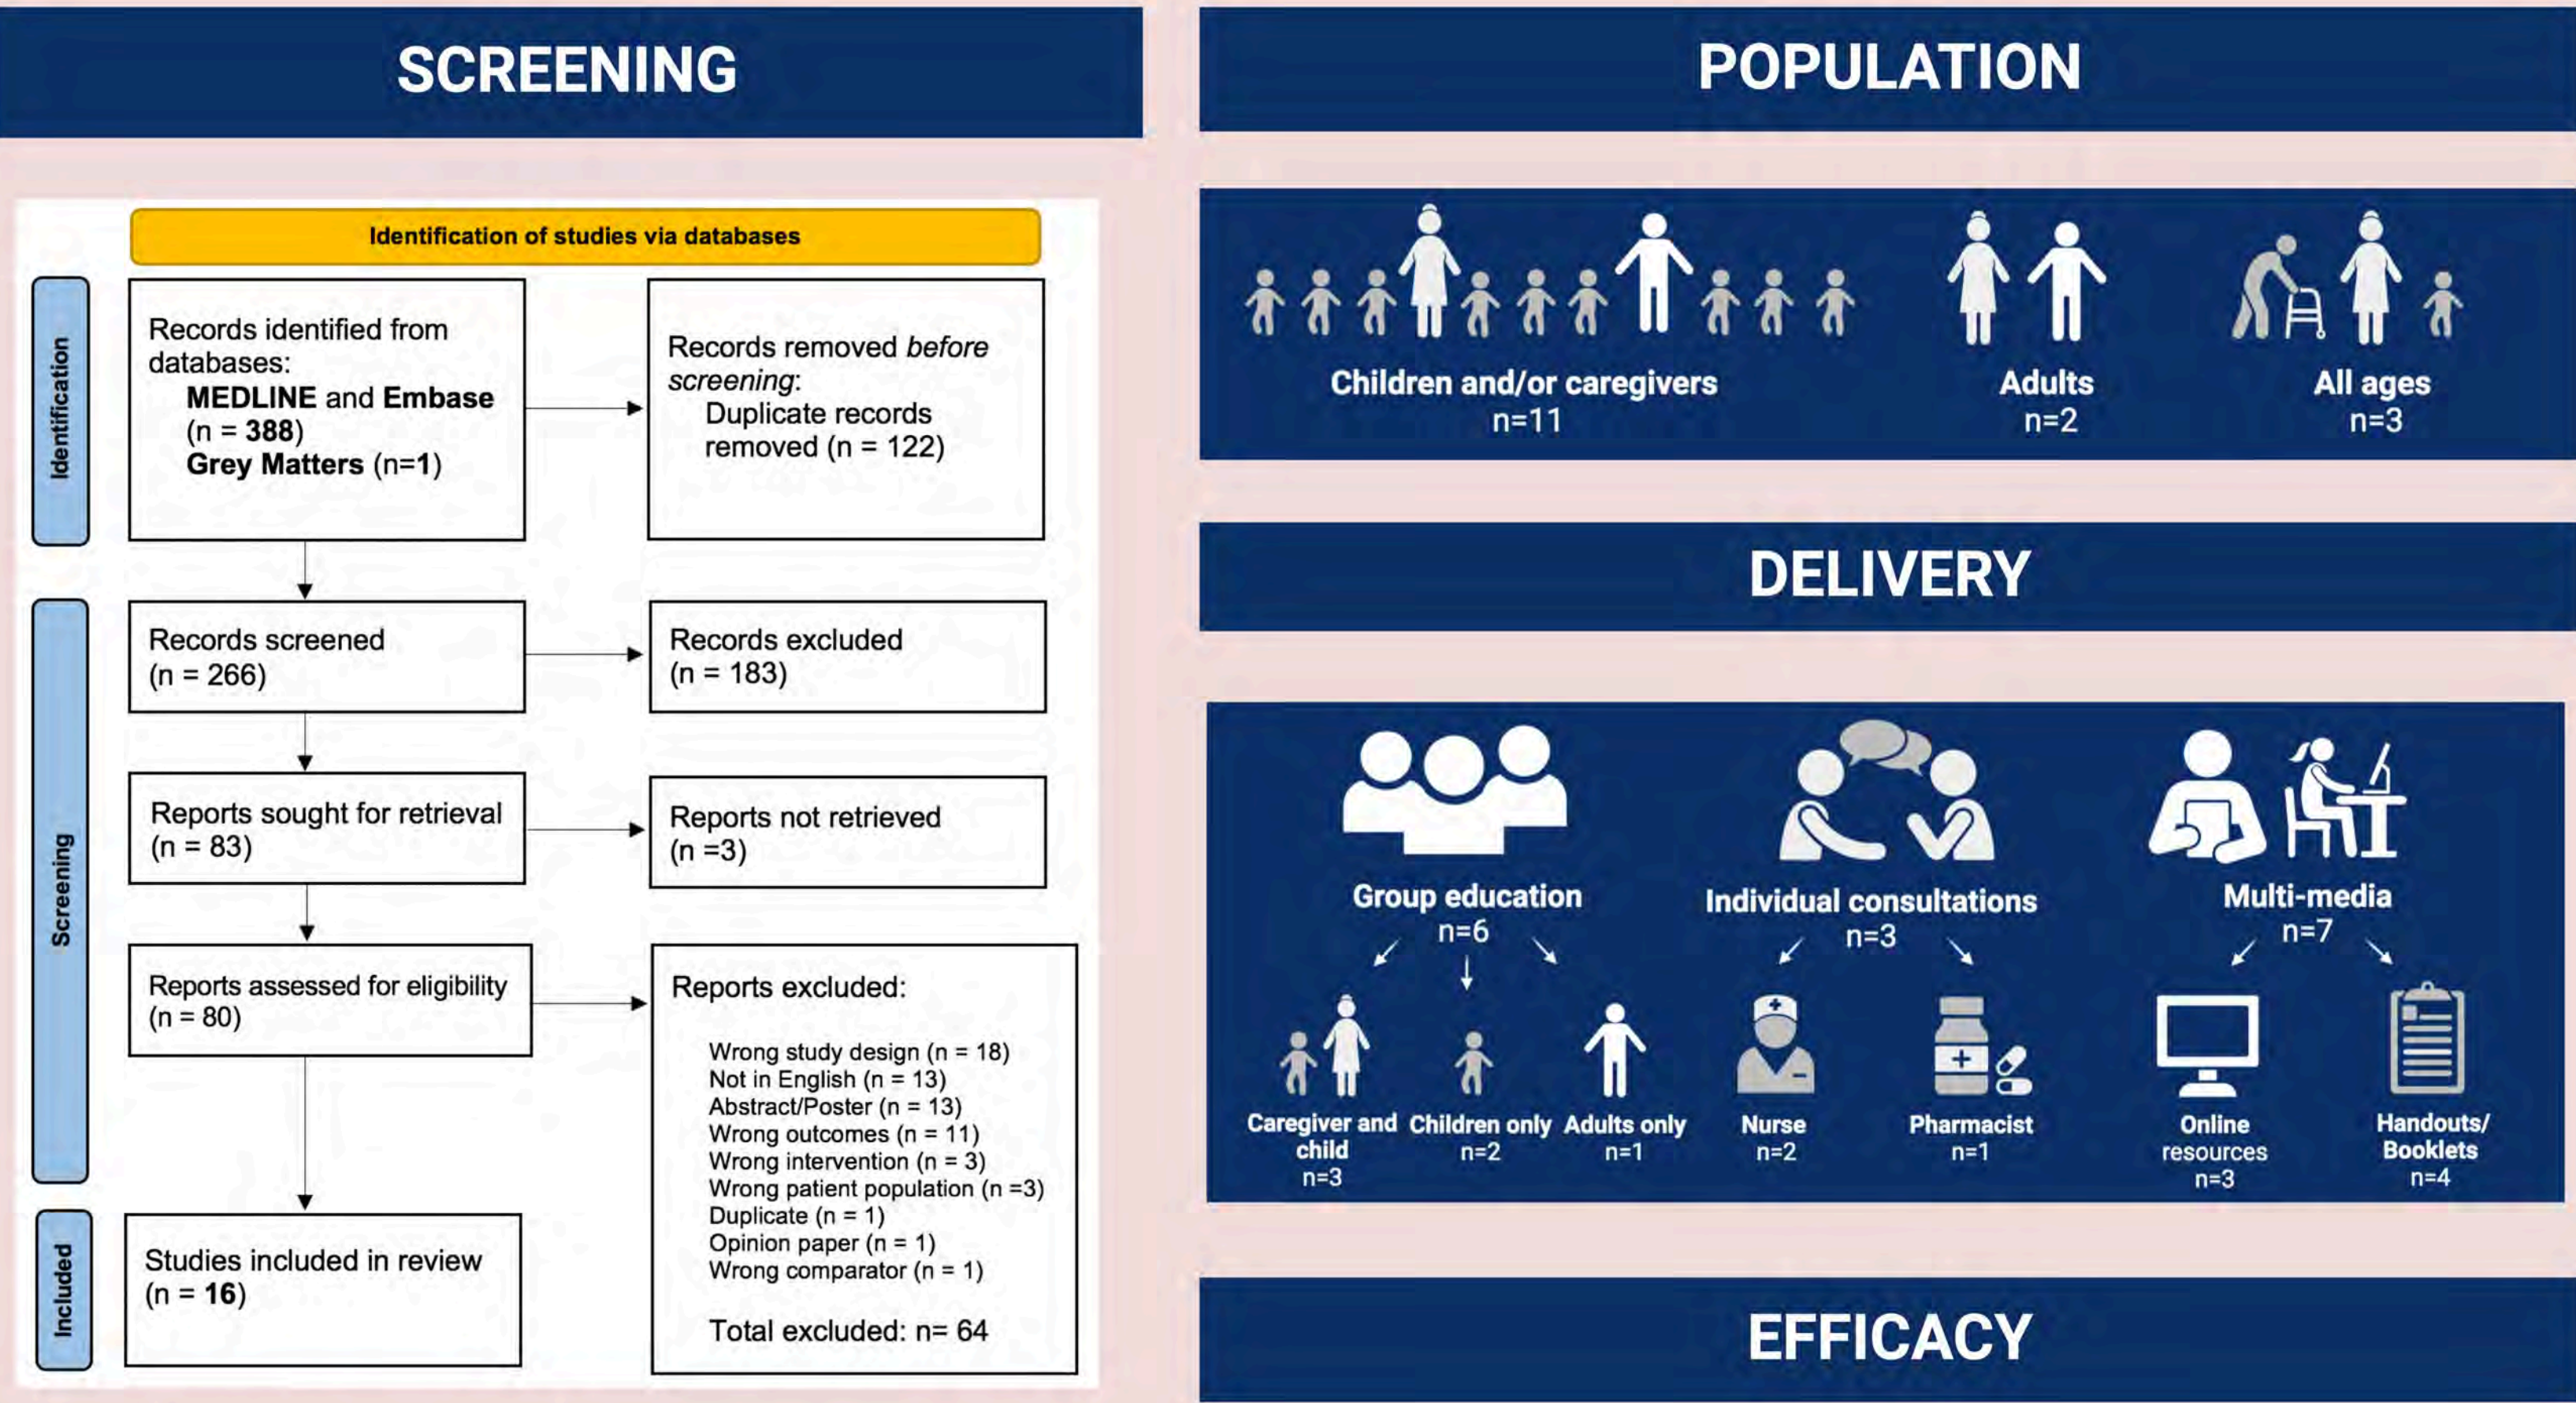 SCREENING
Identification of studies via databases
Identification
Records identified from
databases:
MEDLINE and Embase
(n = 388)
Grey Matters (n=1)
Records removed before
screening:
Duplicate records
removed (n = 122)
Screening
Records screened
(n = 266)
Records excluded
(n = 183)
Reports sought for retrieval
(n = 83)
Reports not retrieved
(n =3)
Reports assessed for eligibility
(n = 80)
Reports excluded:
Wrong study design (n = 18)
Not in English (n = 13)
Abstract/Poster (n = 13)
Wrong outcomes (n = 11)
Wrong intervention (n = 3)
Wrong patient population (n =3)
Duplicate (n = 1)
Opinion paper (n = 1)
Wrong comparator (n = 1)
Total excluded: n= 64
Included
Studies included in review
(n = 16)
POPULATION
Children and/or caregivers
n=11
Adults
n=2
All ages
n=3
DELIVERY
Group education
n=6
Individual consultations
n=3
Multi-media
n=7
Caregiver and
child
n=3
Children only
n=2
Adults only
n=1
Nurse
n=2
Pharmacist
n=1
Online
resources
n=3
Handouts/
Booklets
n=4
EFFICACY